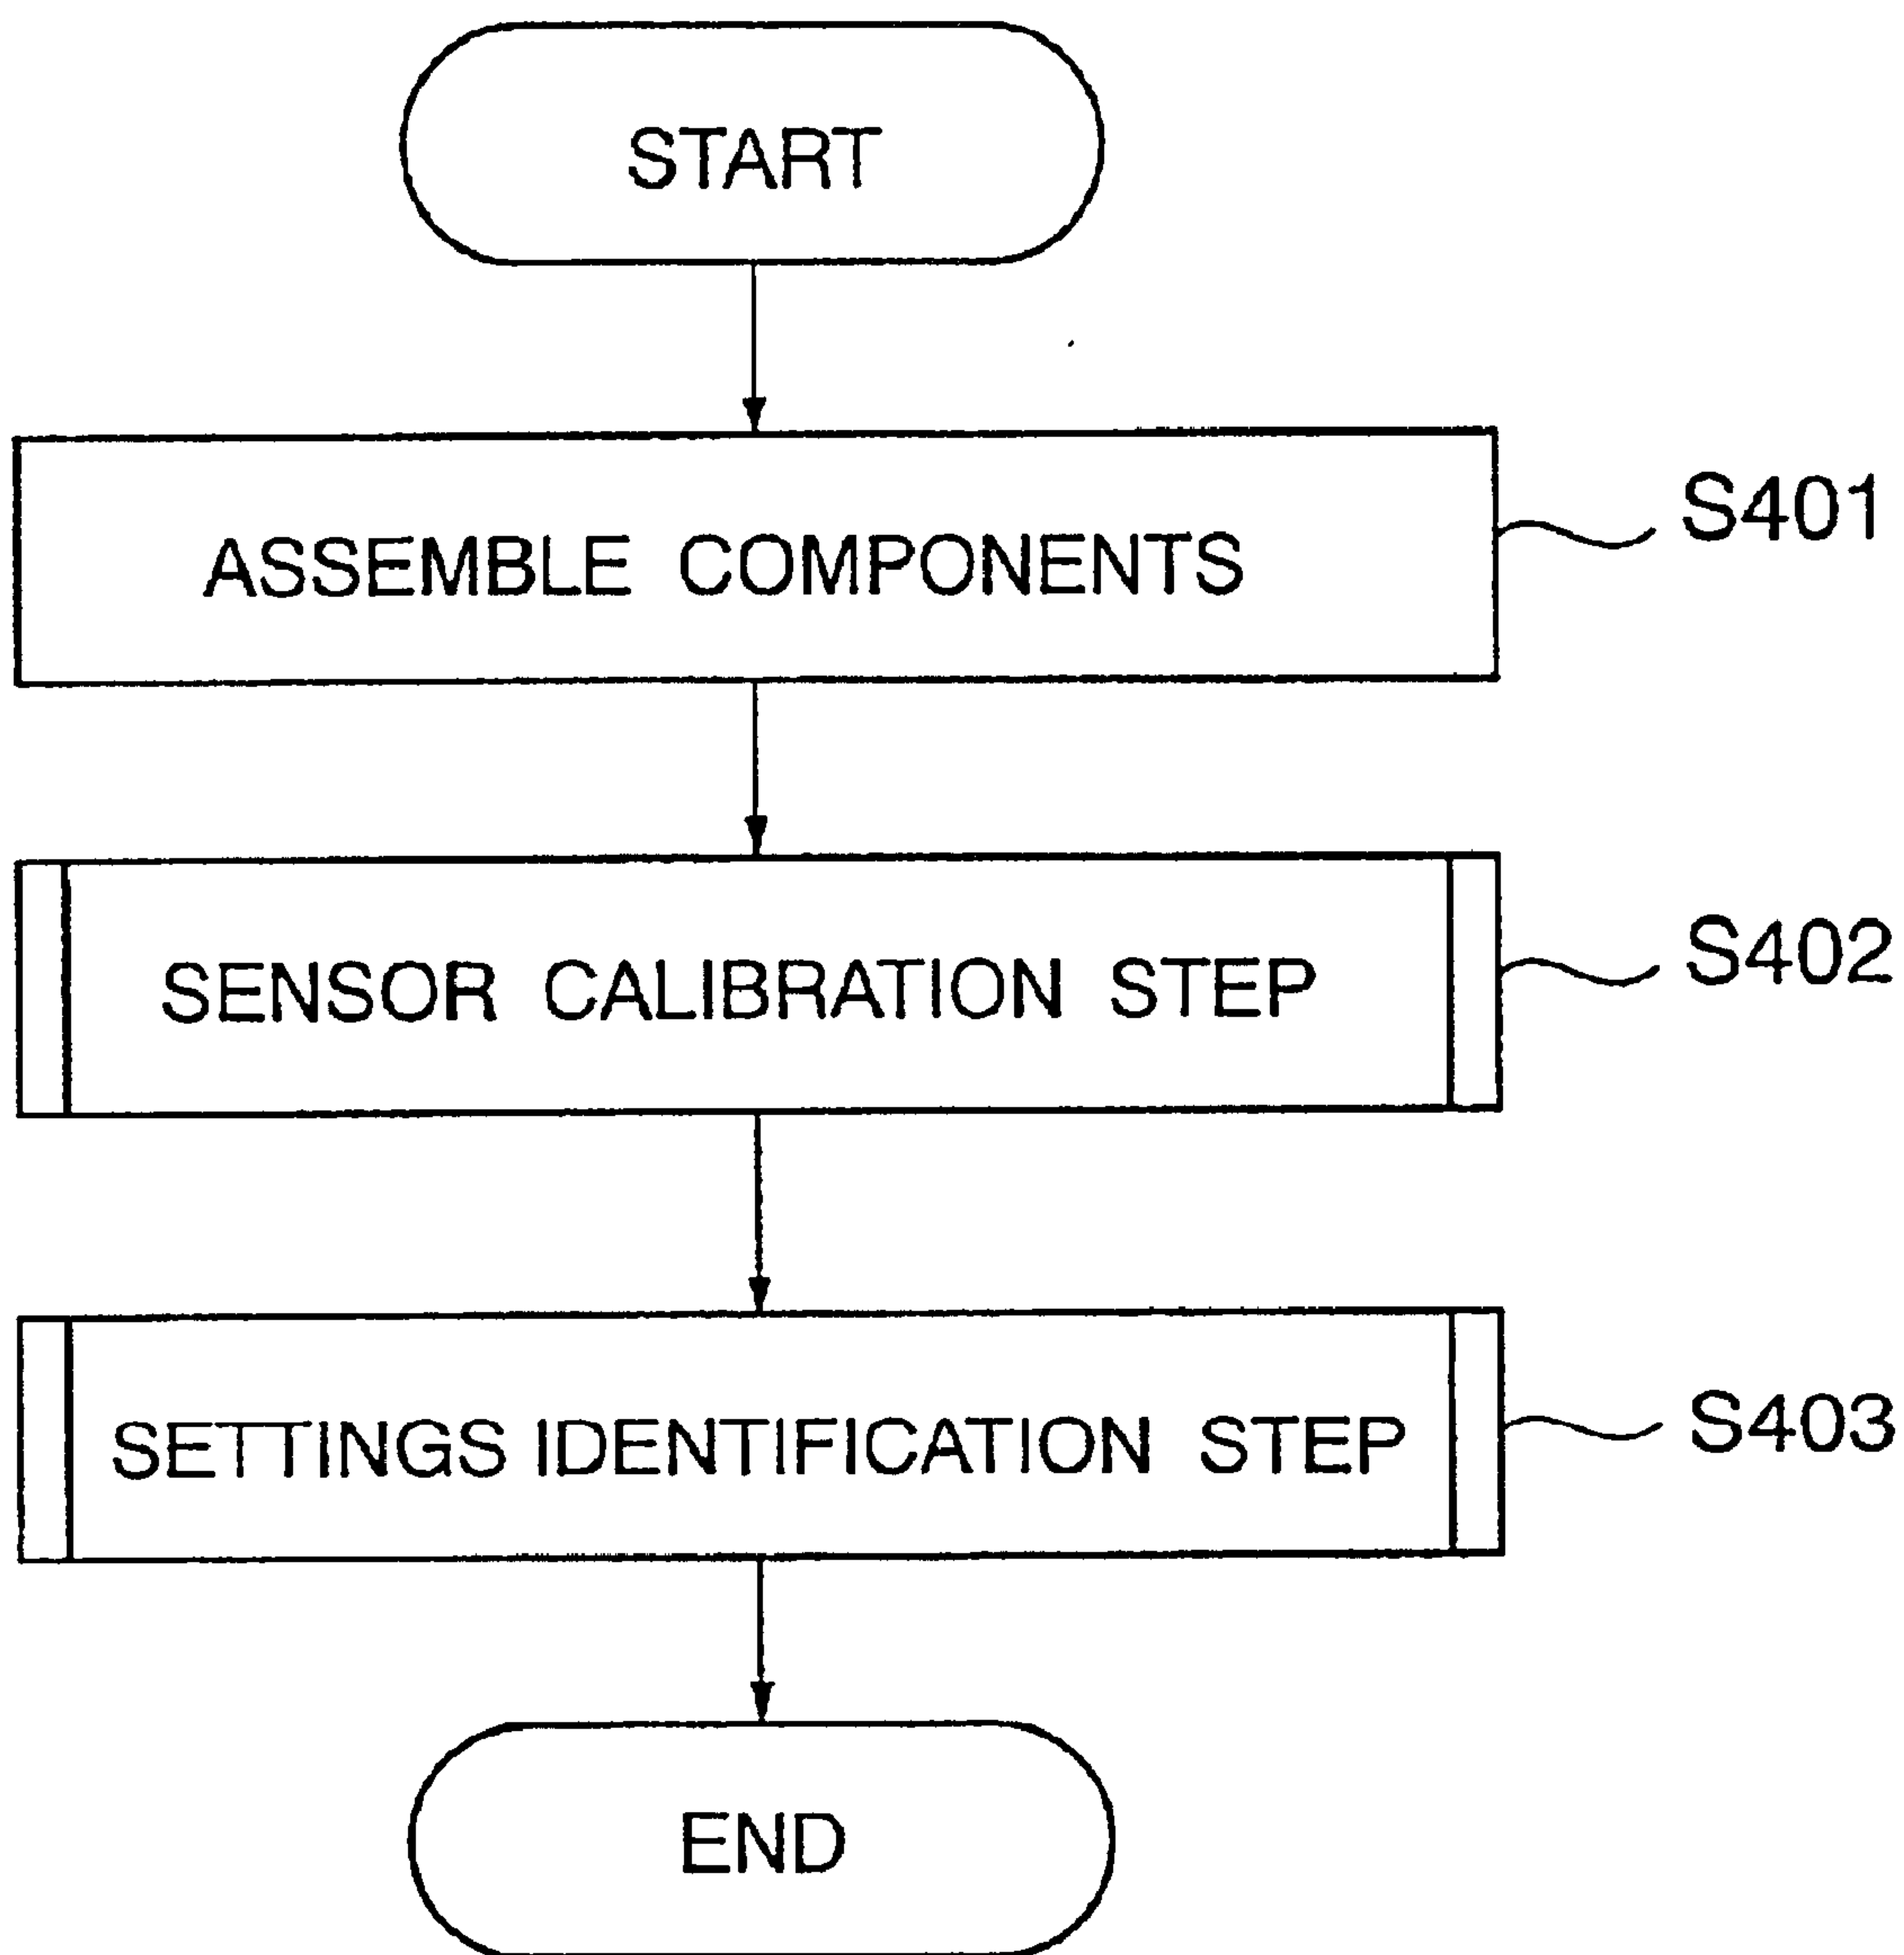 START
ASSEMBLE COMPONENTS
S401
SENSOR CALIBRATION STEP
S402
SETTINGS IDENTIFICATION STEP
S403
END